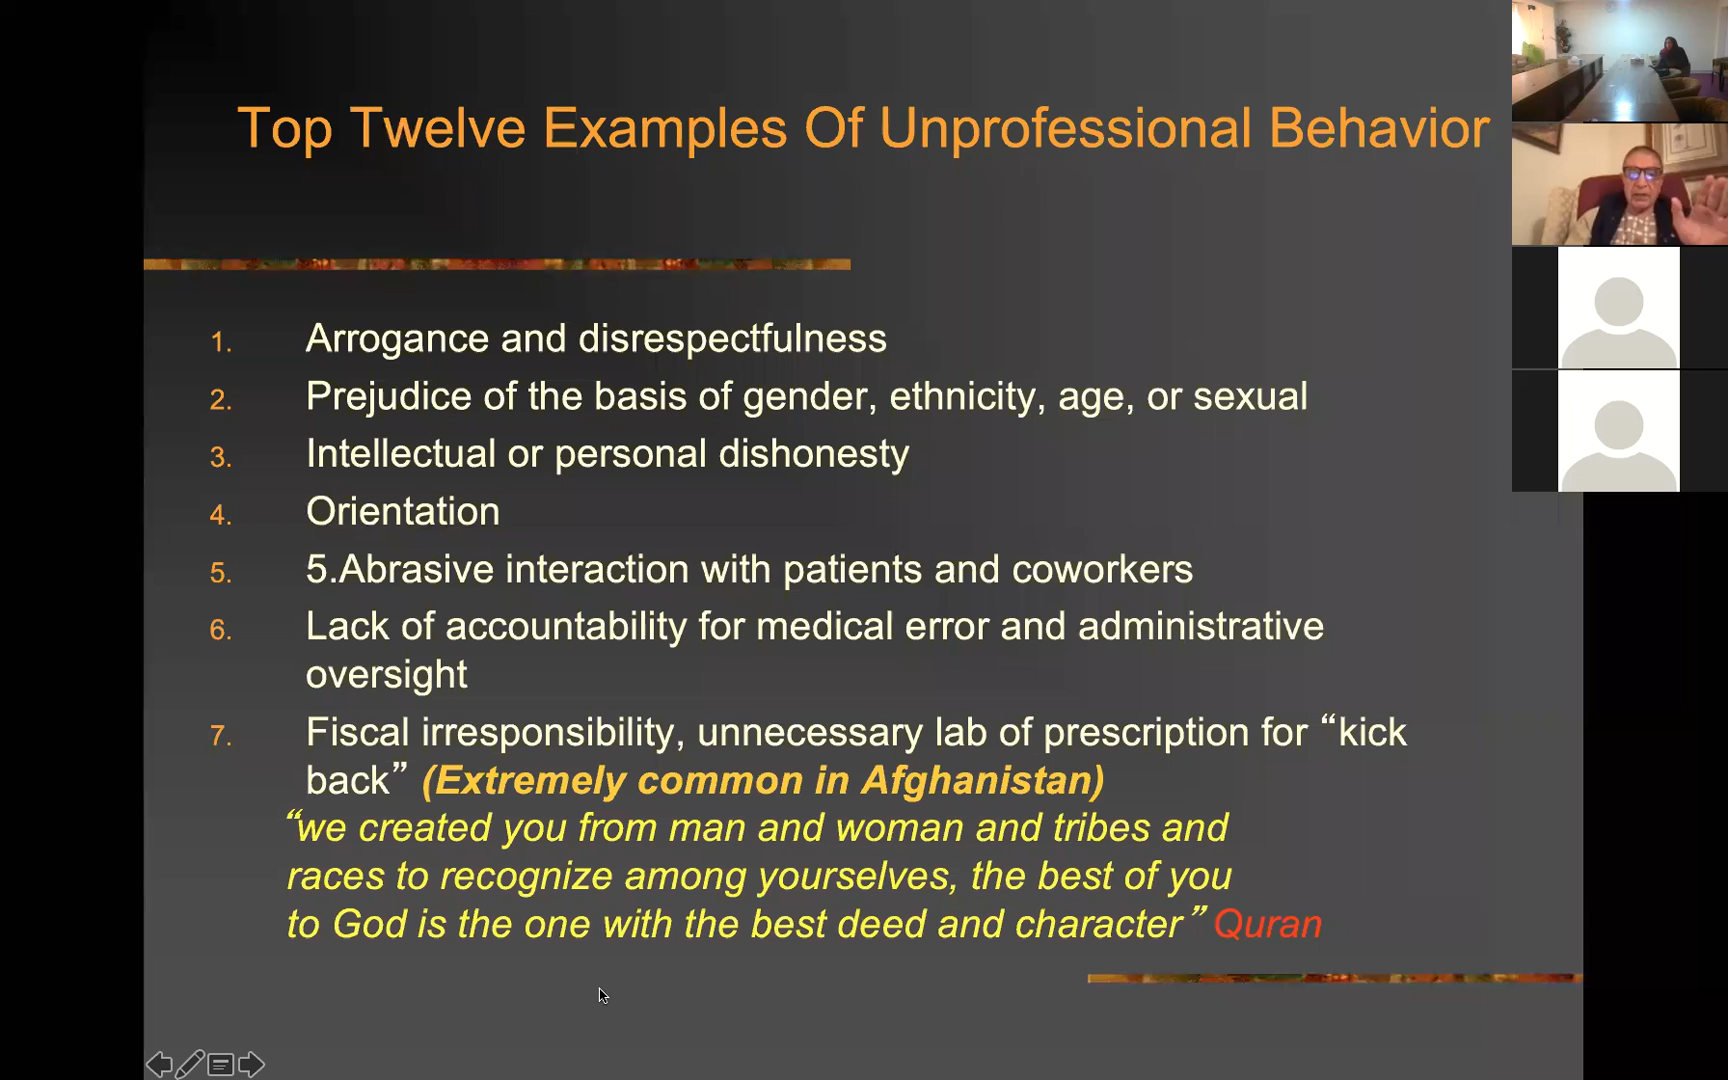 Top Twelve Examples Of Unprofessional Behavior
1. Arrogance and disrespectfulness
2. Prejudice of the basis of gender, ethnicity, age, or sexual
3. Intellectual or personal dishonesty
4. Orientation
5. 5.Abrasive interaction with patients and coworkers
6. Lack of accountability for medical error and administrative
oversight
7. Fiscal irresponsibility, unnecessary lab of prescription for “kick
back” (Extremely common in Afghanistan)
“we created you from man and woman and tribes and
races to recognize among yourselves, the best of you
to God is the one with the best deed and character” Quran